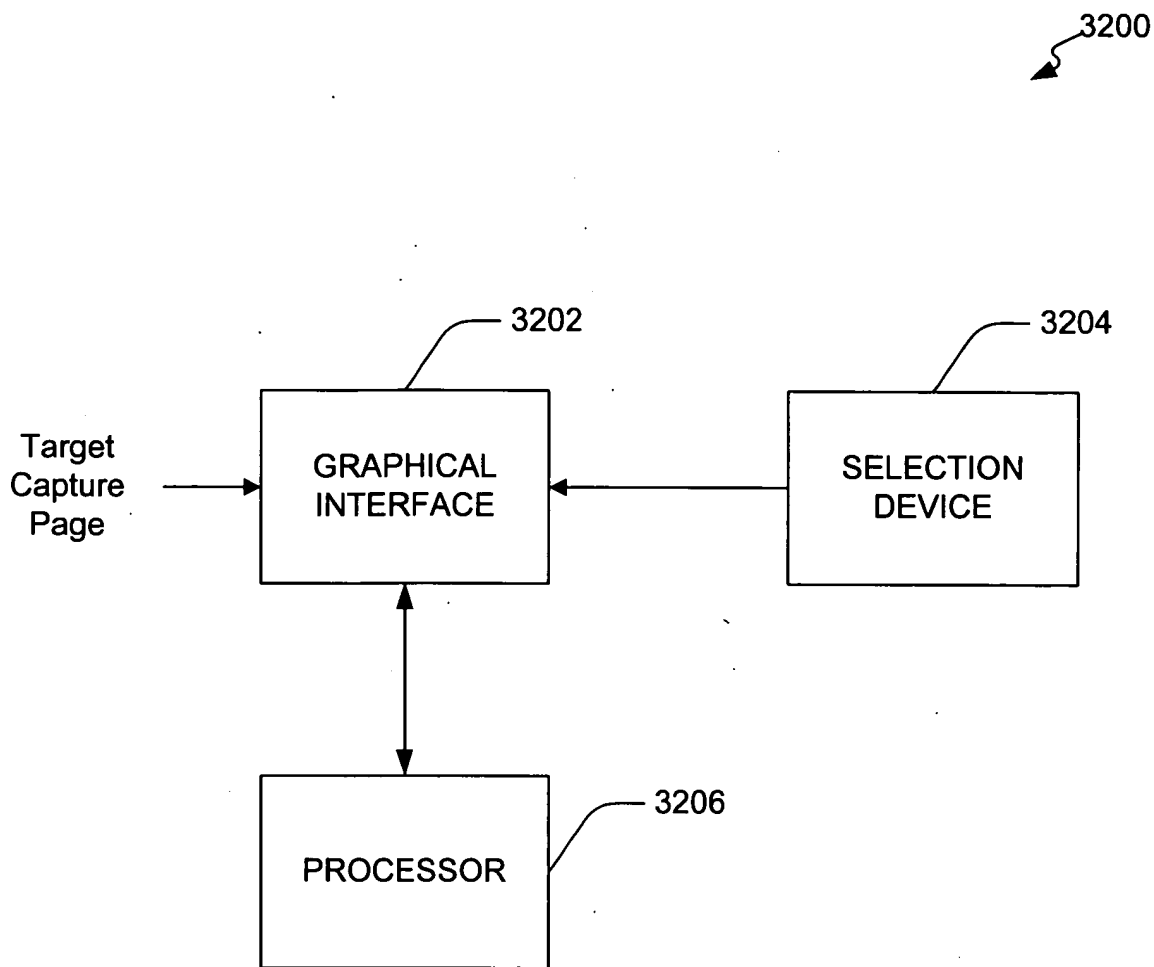 3200
3202
3204
Target
Capture
Page
GRAPHICAL
INTERFACE
SELECTION
DEVICE
3206
PROCESSOR